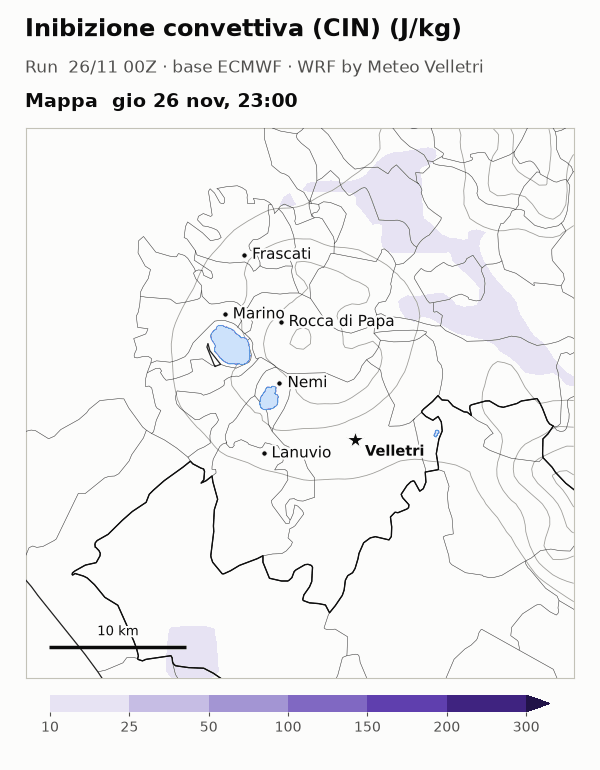 Inibizione convettiva (CIN) (J/kg)
Run  26/11 00Z · base ECMWF · WRF by Meteo Velletri
Mappa  gio 26 nov, 23:00
Frascati
Marino
Rocca di Papa
Nemi
Velletri
Lanuvio
10 km
10 25 50 100 150 200 300